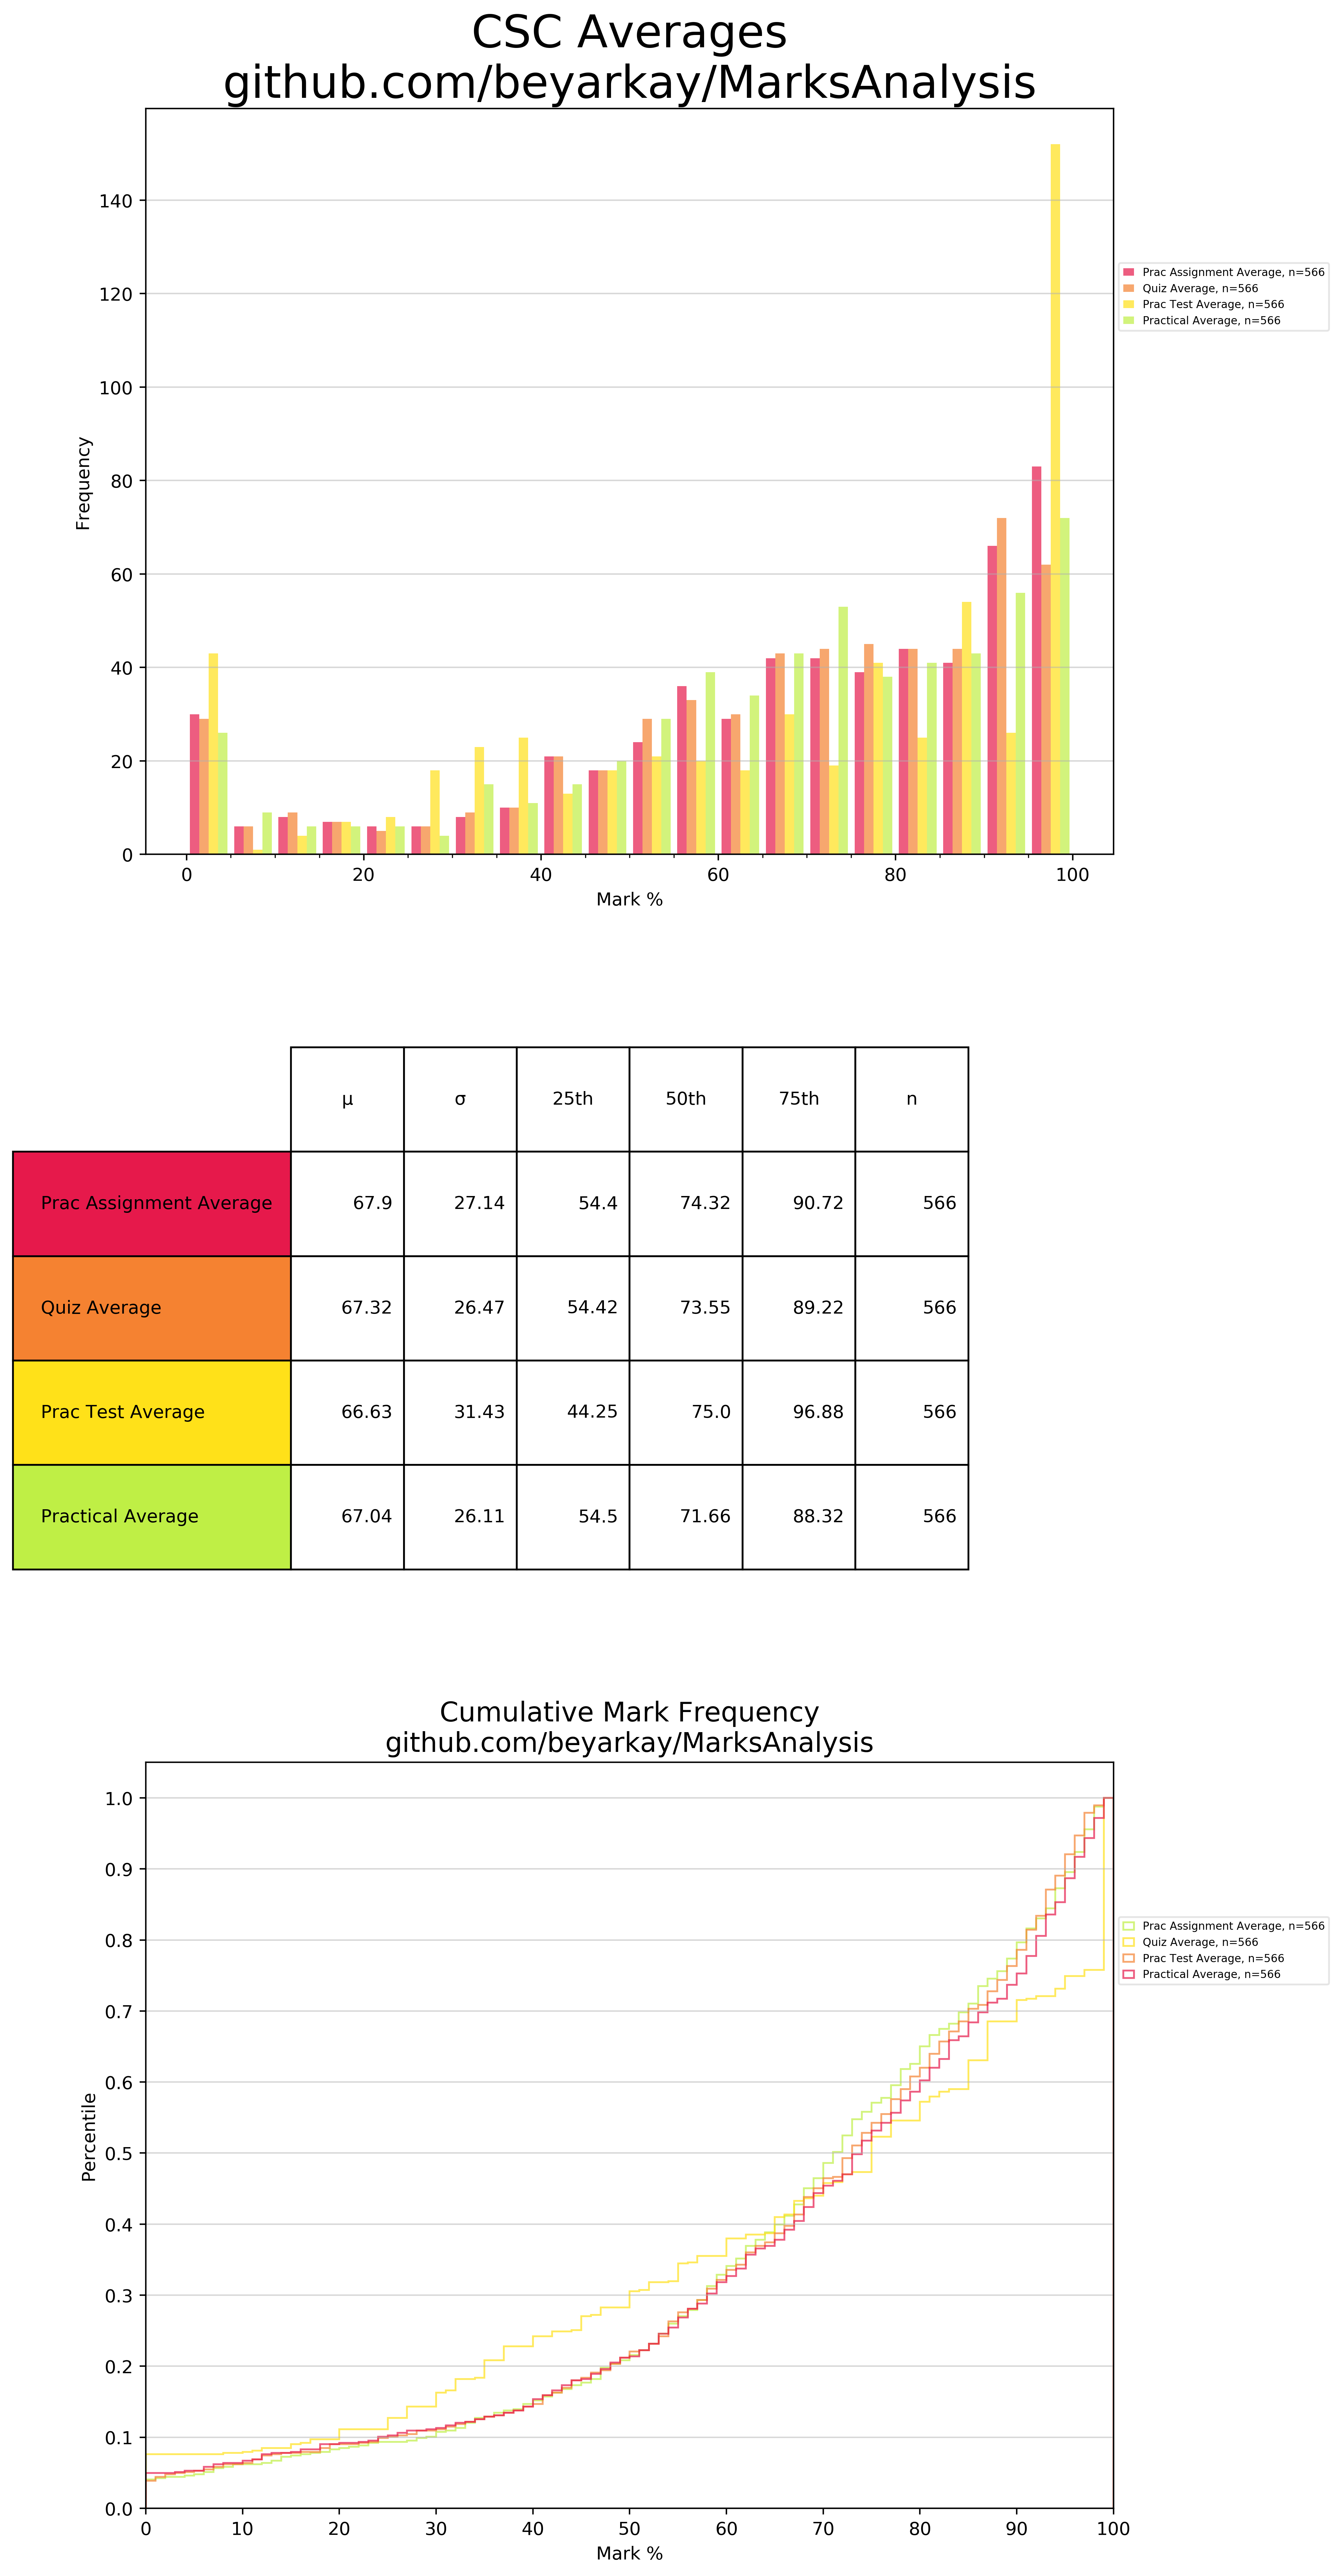 CSC Averages
github.com/beyarkay/MarksAnalysis
140
120
100
80
60
40
20
0
Frequency
0 20 40 60 80 100
Mark %
Prac Assignment Average, n=566
Quiz Average, n=566
Prac Test Average, n=566
Practical Average, n=566
μ σ 25th 50th 75th n
Prac Assignment Average 67.9 27.14 54.4 74.32 90.72 566
Quiz Average 67.32 26.47 54.42 73.55 89.22 566
Prac Test Average 66.63 31.43 44.25 75.0 96.88 566
Practical Average 67.04 26.11 54.5 71.66 88.32 566
Cumulative Mark Frequency
github.com/beyarkay/MarksAnalysis
1.0
0.9
0.8
0.7
0.6
0.5
0.4
0.3
0.2
0.1
0.0
Percentile
0 10 20 30 40 50 60 70 80 90 100
Mark %
Prac Assignment Average, n=566
Quiz Average, n=566
Prac Test Average, n=566
Practical Average, n=566